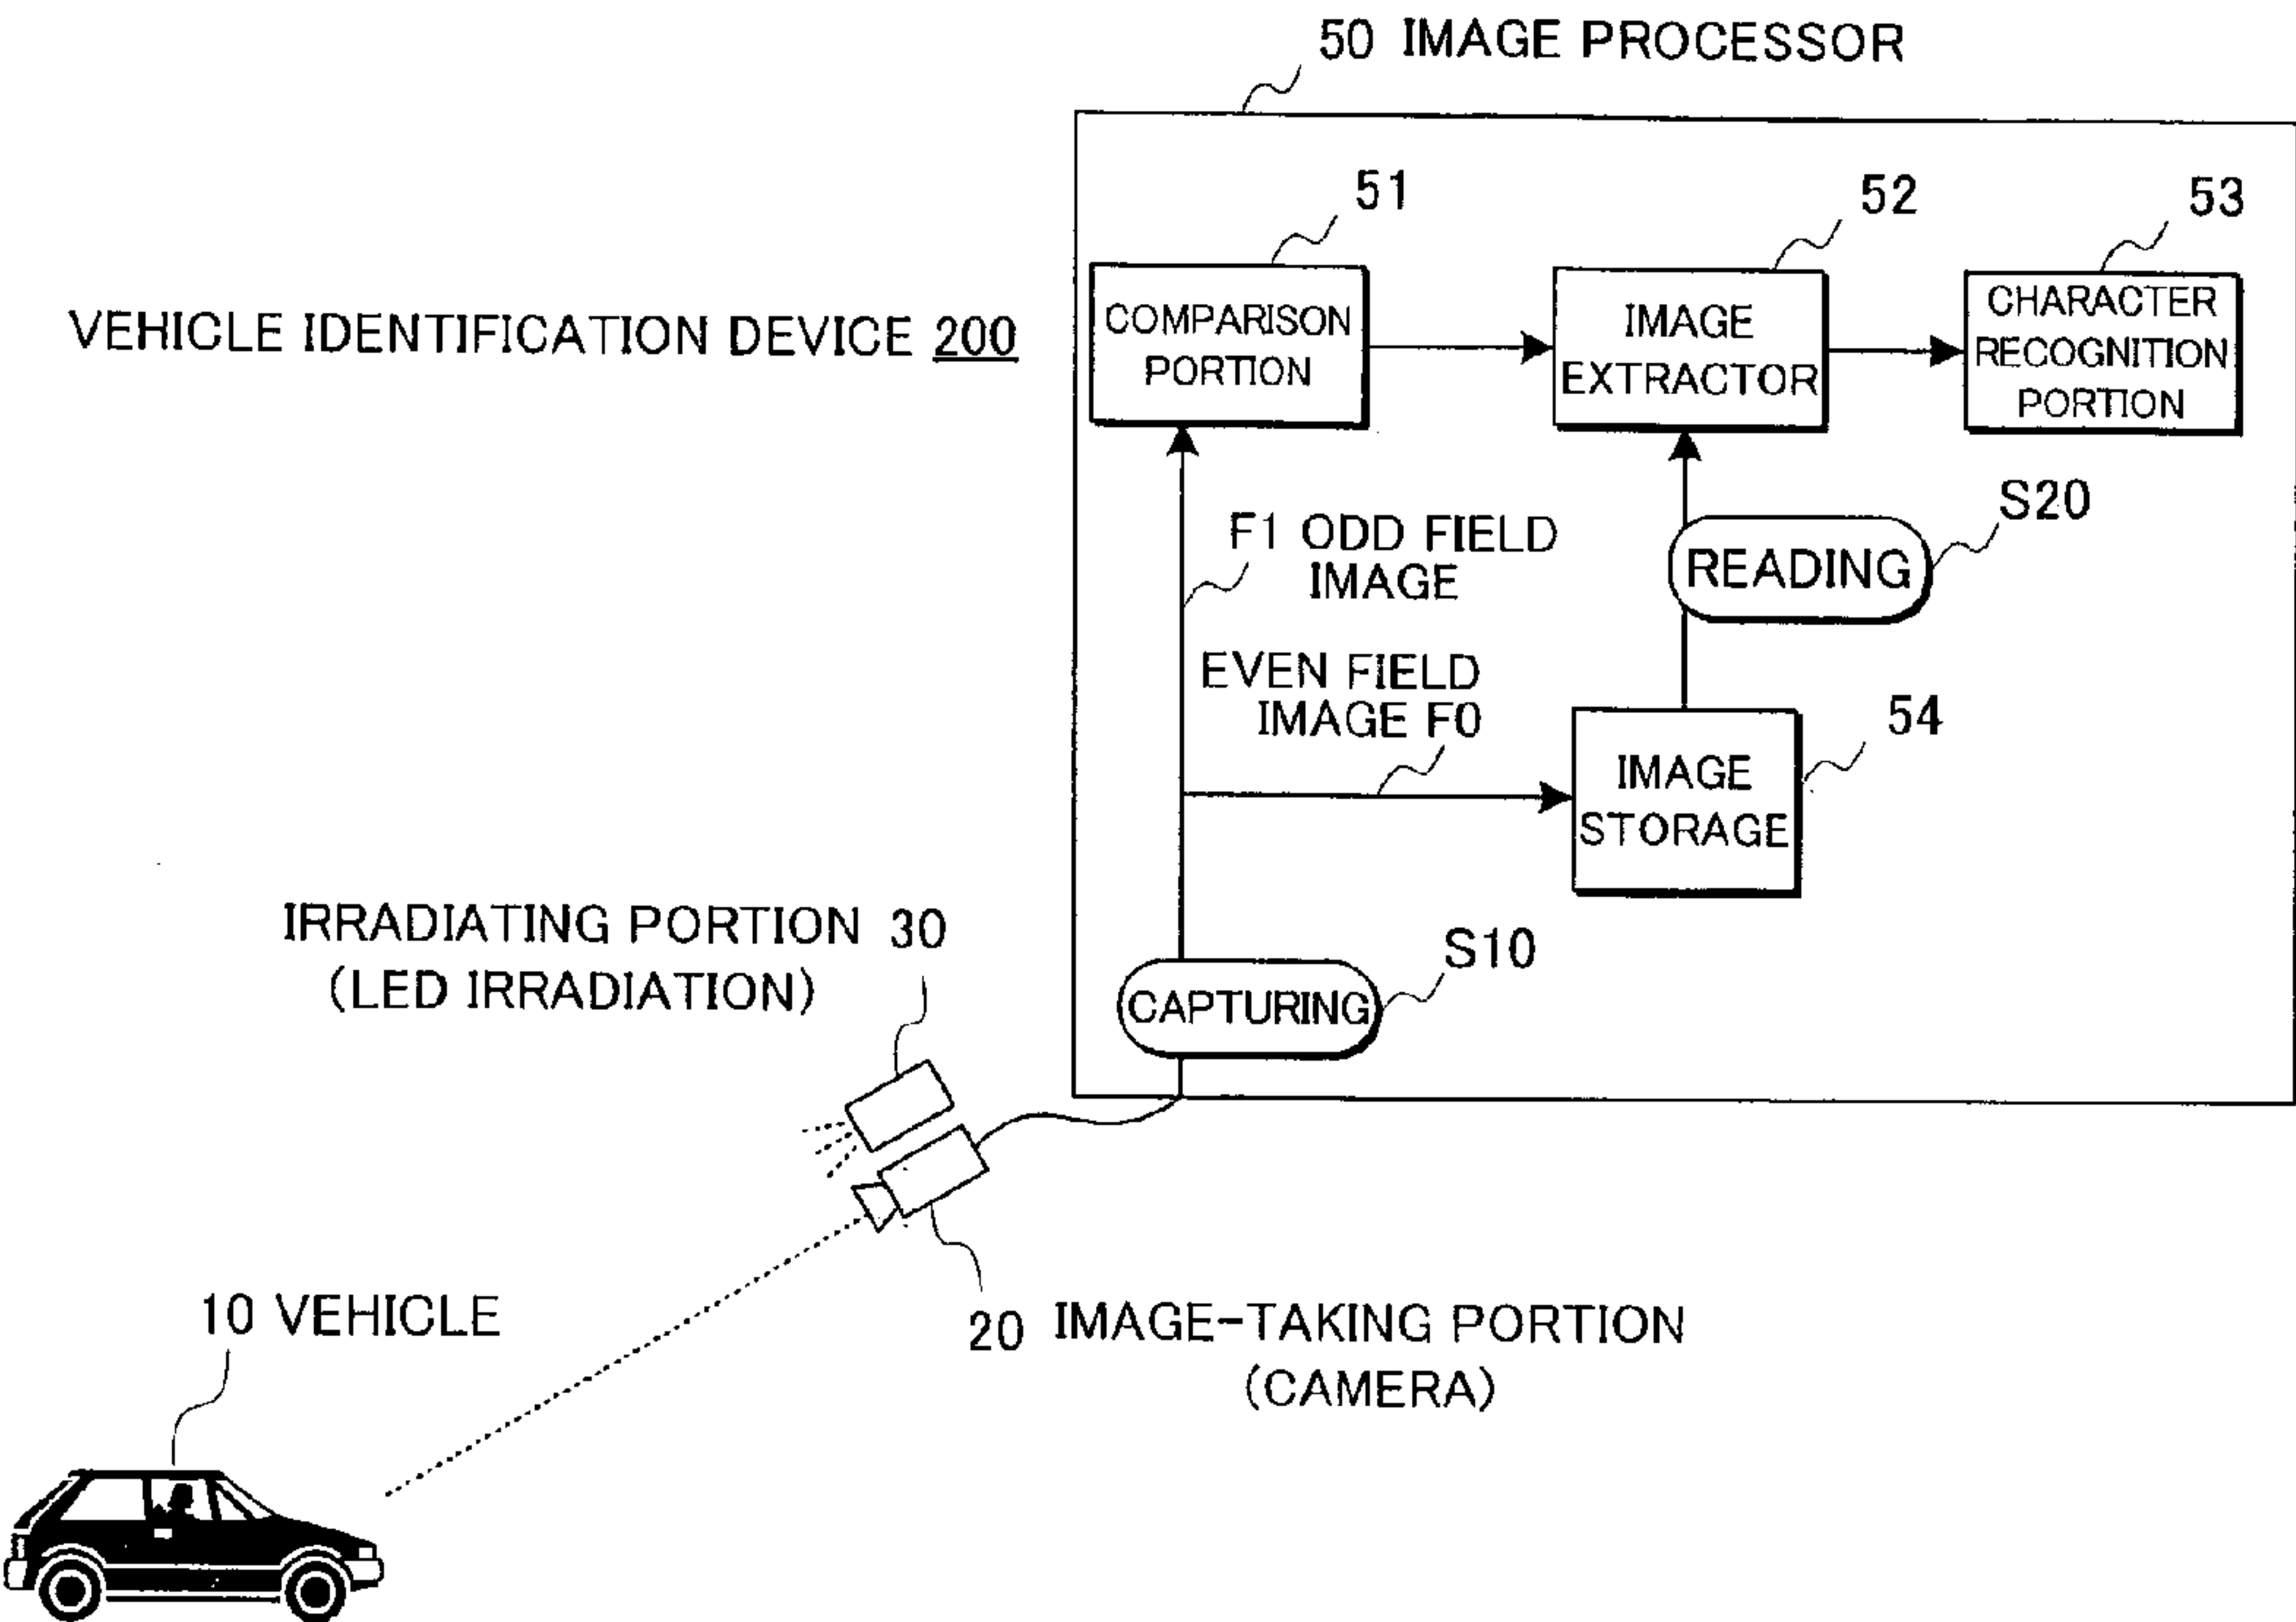 50 IMAGE PROCESSOR
51
52
53
VEHICLE IDENTIFICATION DEVICE 200
COMPARISON
PORTION
IMAGE
EXTRACTOR
CHARACTER
RECOGNITION
PORTION
F1 ODD FIELD
IMAGE
S20
READING
EVEN FIELD
IMAGE F0
54
IMAGE
STORAGE
IRRADIATING PORTION 30
(LED IRRADIATION)
S10
CAPTURING
10 VEHICLE
20 IMAGE-TAKING PORTION
(CAMERA)